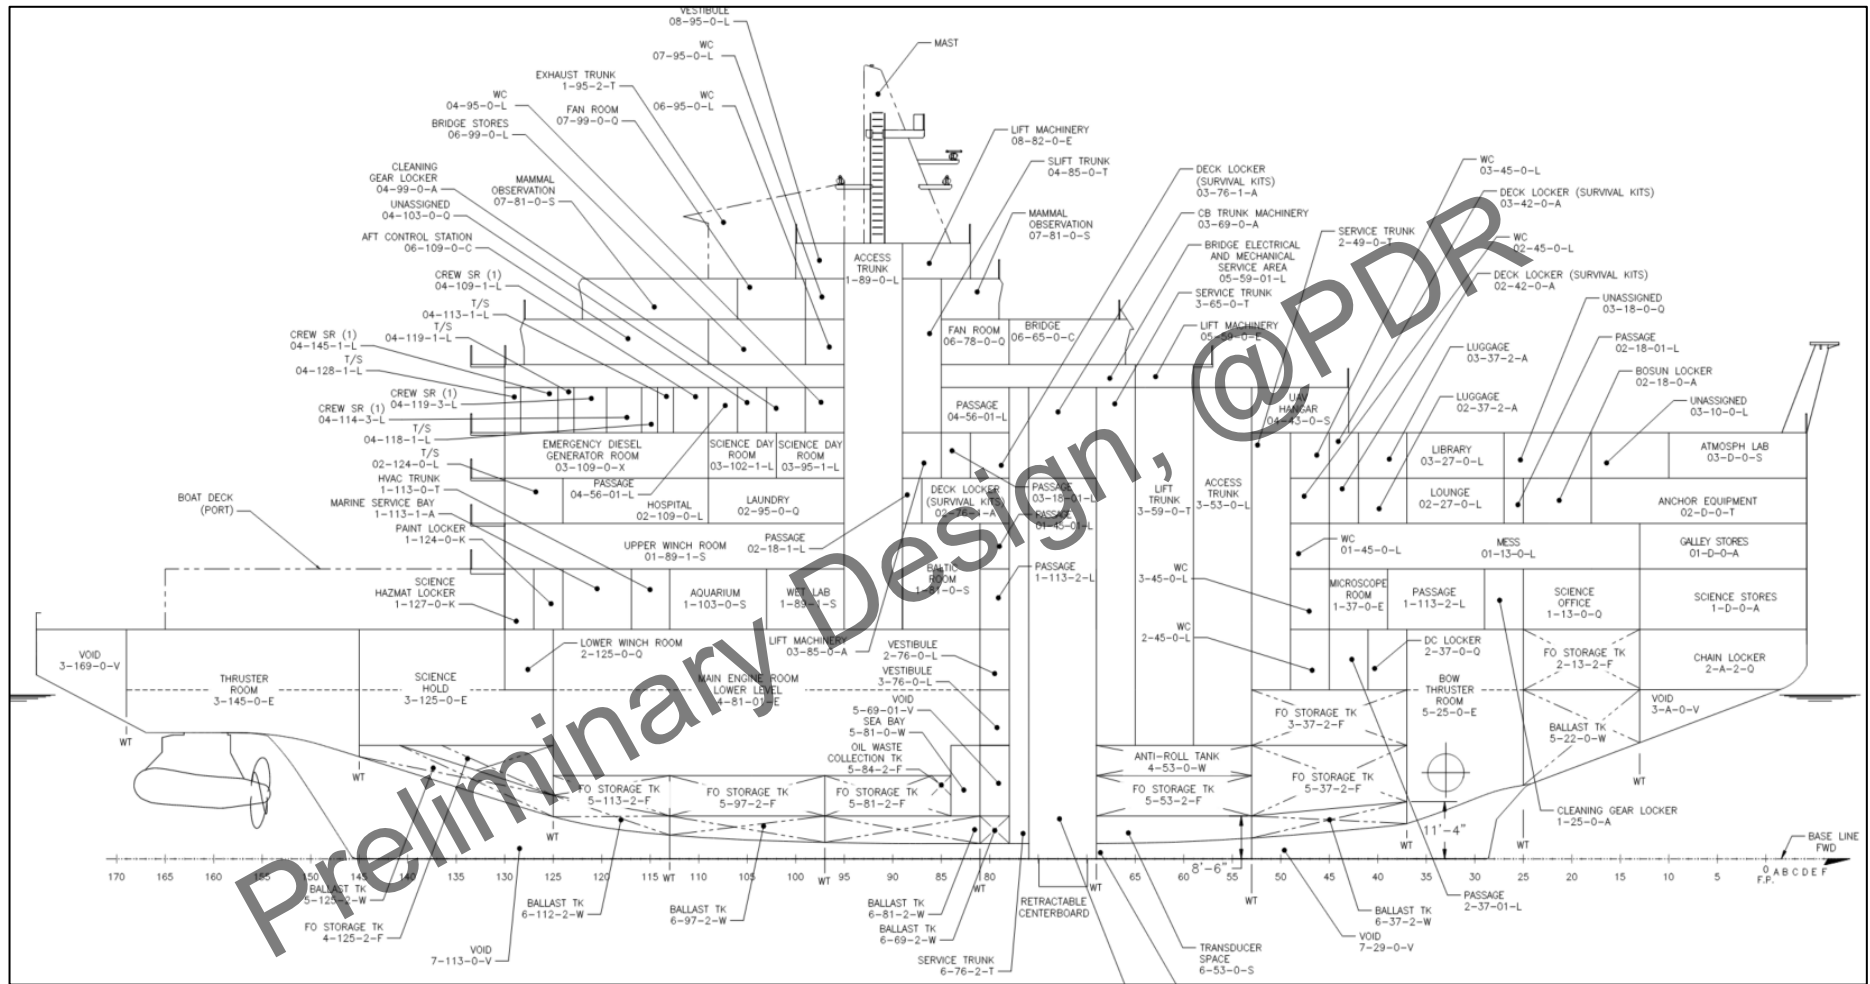 VESTIBULE
08-95-0-L
WC
07-95-0-L
MAST
EXHAUST TRUNK
1-95-2-T
WC
04-95-0-L
FAN ROOM
07-99-0-Q
WC
06-95-0-L
BRIDGE STORES
06-99-0-L
LIFT MACHINERY
08-82-0-E
SLIFT TRUNK
04-85-0-T
CLEANING
GEAR LOCKER
04-99-0-A
MAMMAL
OBSERVATION
07-81-0-S
UNASSIGNED
04-103-0-Q
AFT CONTROL STATION
06-109-0-C
CREW SR (1)
04-109-1-L
T/S
04-113-1-L
T/S
04-119-1-L
CREW SR (1)
04-145-1-L
T/S
04-128-1-L
CREW SR (1)
04-119-3-L
CREW SR (1)
04-114-3-L
T/S
04-118-1-L
T/S
02-124-0-L
HVAC TRUNK
1-113-0-T
MARINE SERVICE BAY
1-113-1-A
PAINT LOCKER
1-124-0-K
BOAT DECK
(PORT)
SCIENCE
HAZMAT LOCKER
1-127-0-K
DECK LOCKER
(SURVIVAL KITS)
03-76-1-A
CB TRUNK MACHINERY
03-69-0-A
MAMMAL
OBSERVATION
07-81-0-S
BRIDGE ELECTRICAL
AND MECHANICAL
SERVICE AREA
05-59-01-L
SERVICE TRUNK
3-65-0-T
LIFT MACHINERY
05-59-0-E
WC
03-45-0-L
DECK LOCKER (SURVIVAL KITS)
03-42-0-A
SERVICE TRUNK
2-49-0-T
WC
02-45-0-L
DECK LOCKER (SURVIVAL KITS)
02-42-0-A
UNASSIGNED
03-18-0-Q
PASSAGE
02-18-01-L
LUGGAGE
03-37-2-A
BOSUN LOCKER
02-18-0-A
LUGGAGE
02-37-2-A
UNASSIGNED
03-10-0-L
ACCESS
TRUNK
1-89-0-L
FAN ROOM
06-78-0-Q
BRIDGE
06-65-0-C
PASSAGE
04-56-01-L
UAV
HANGAR
04-43-0-S
EMERGENCY DIESEL
GENERATOR ROOM
03-109-0-X
SCIENCE DAY
ROOM
03-102-1-L
SCIENCE DAY
ROOM
03-95-1-L
LIBRARY
03-27-0-L
ATMOSPH LAB
03-D-0-S
PASSAGE
04-56-01-L
HOSPITAL
02-109-0-L
LAUNDRY
02-95-0-Q
DECK LOCKER
(SURVIVAL KITS)
02-76-1-A
PASSAGE
03-18-01-L
PASSAGE
01-45-01-L
LIFT
TRUNK
3-59-0-T
ACCESS
TRUNK
3-53-0-L
LOUNGE
02-27-0-L
ANCHOR EQUIPMENT
02-D-0-T
UPPER WINCH ROOM
01-89-1-S
PASSAGE
02-18-1-L
WC
01-45-0-L
MESS
01-13-0-L
GALLEY STORES
01-D-0-A
AQUARIUM
1-103-0-S
WET LAB
1-89-1-S
BALTIC
ROOM
1-81-0-S
PASSAGE
1-113-2-L
WC
3-45-0-L
MICROSCOPE
ROOM
1-37-0-E
PASSAGE
1-113-2-L
SCIENCE
OFFICE
1-13-0-Q
SCIENCE STORES
1-D-0-A
VOID
3-169-0-V
THRUSTER
ROOM
3-145-0-E
SCIENCE
HOLD
3-125-0-E
LOWER WINCH ROOM
2-125-0-Q
LIFT MACHINERY
03-85-0-A
MAIN ENGINE ROOM
LOWER LEVEL
4-81-01-E
VESTIBULE
2-76-0-L
VESTIBULE
3-76-0-L
VOID
5-69-01-V
SEA BAY
5-81-0-W
OIL WASTE
COLLECTION TK
5-84-2-F
WC
2-45-0-L
DC LOCKER
2-37-0-Q
FO STORAGE TK
2-13-2-F
CHAIN LOCKER
2-A-2-Q
BOW
THRUSTER
ROOM
5-25-0-E
VOID
3-A-0-V
FO STORAGE TK
3-37-2-F
BALLAST TK
5-22-0-W
ANTI-ROLL TANK
4-53-0-W
FO STORAGE TK
5-113-2-F
FO STORAGE TK
5-97-2-F
FO STORAGE TK
5-81-2-F
FO STORAGE TK
5-53-2-F
FO STORAGE TK
5-37-2-F
CLEANING GEAR LOCKER
1-25-0-A
11'-4"
8'-6"
BASE LINE
FWD
WT
WT
WT
WT
WT
WT
WT
WT
WT
WT
WT
170 165 160 155 150 145 140 135 130 125 120 115 110 105 100 95 90 85 80 65 60 55 50 45 40 35 30 25 20 15 10 5 0 A B C D E F
F.P.
BALLAST TK
5-125-2-W
FO STORAGE TK
4-125-2-F
VOID
7-113-0-V
BALLAST TK
6-112-2-W
BALLAST TK
6-97-2-W
BALLAST TK
6-81-2-W
BALLAST TK
6-69-2-W
SERVICE TRUNK
6-76-2-T
RETRACTABLE
CENTERBOARD
TRANSDUCER
SPACE
6-53-0-S
VOID
7-29-0-V
BALLAST TK
6-37-2-W
PASSAGE
2-37-01-L
Preliminary Design, @PDR